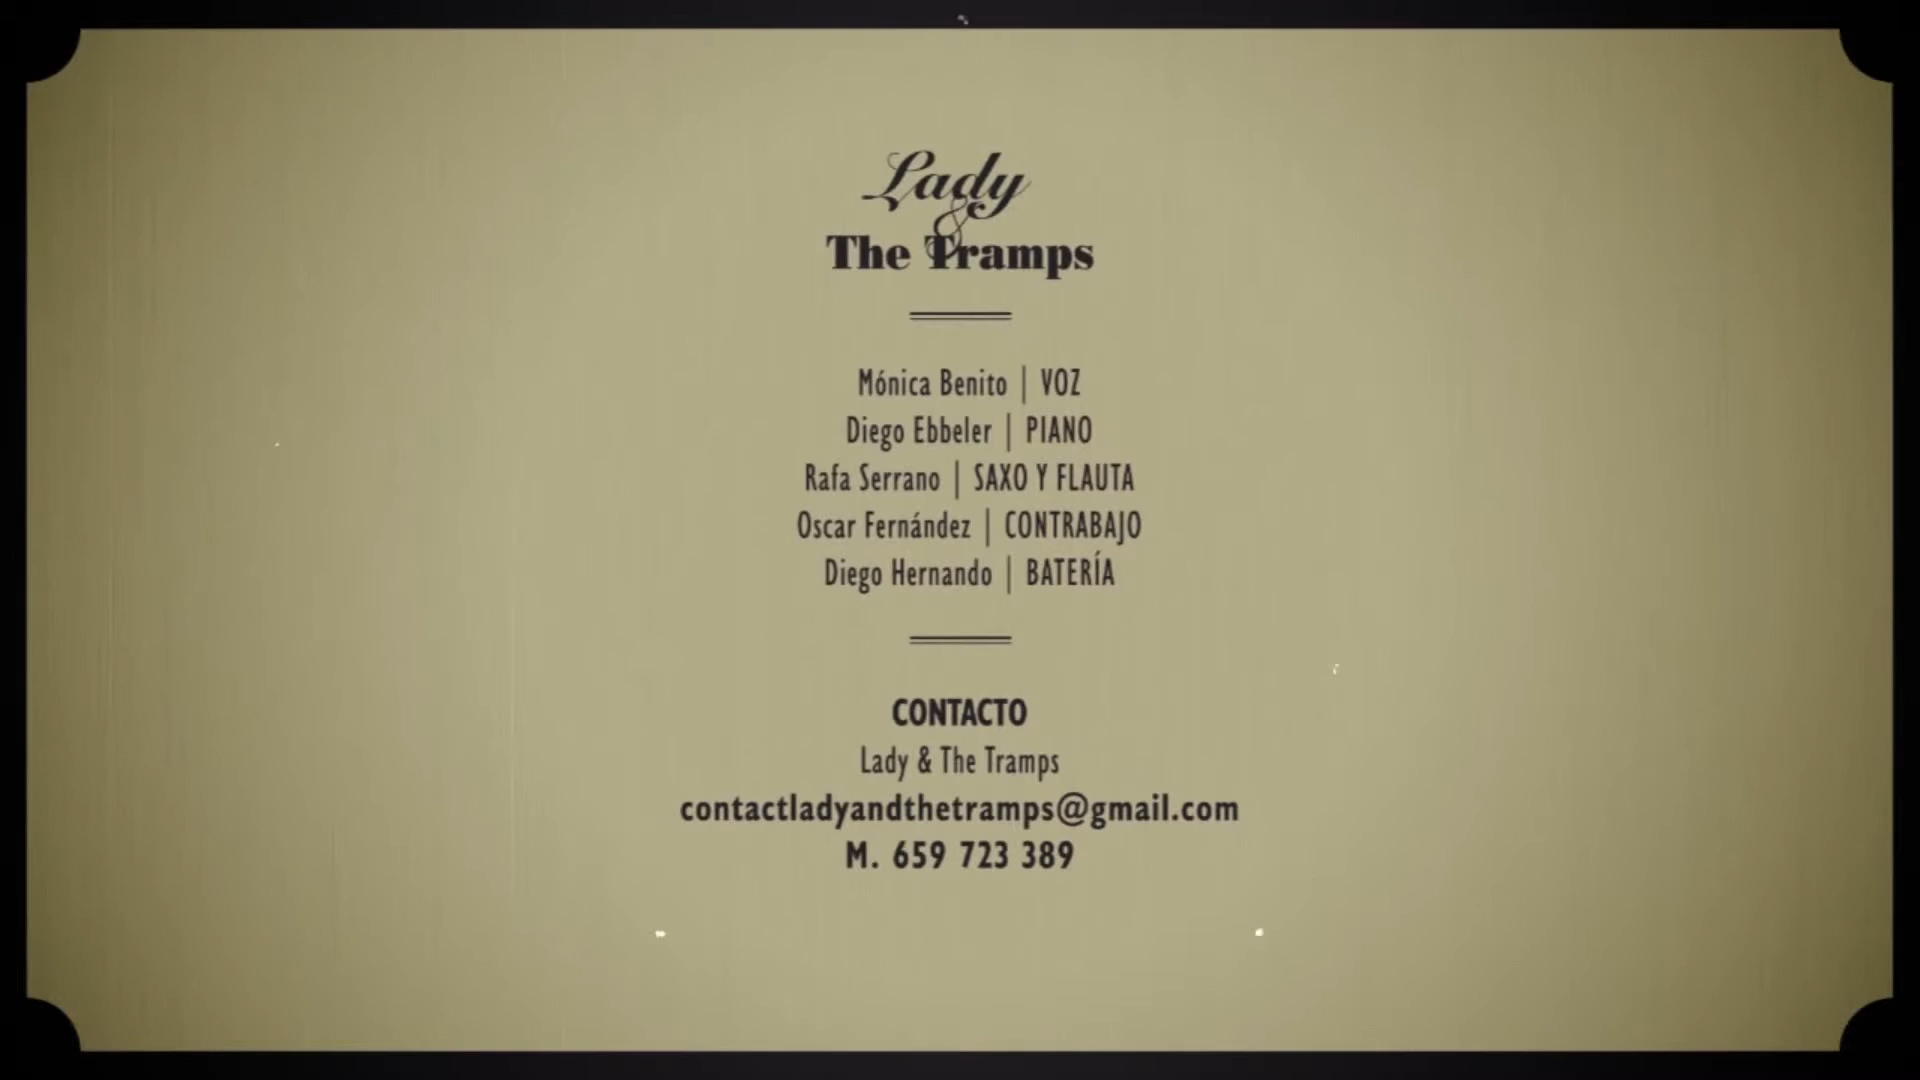 Lady
&
The Tramps
Mónica Benito | VOZ
Diego Ebbeler | PIANO
Rafa Serrano | SAXO Y FLAUTA
Oscar Fernández | CONTRABAJO
Diego Hernando | BATERÍA
CONTACTO
Lady & The Tramps
contactladyandthetramps@gmail.com
M. 659 723 389